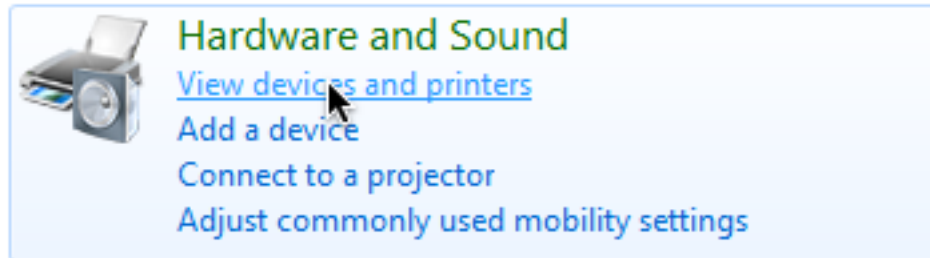 Hardware and Sound
View devices and printers
Add a device
Connect to a projector
Adjust commonly used mobility settings